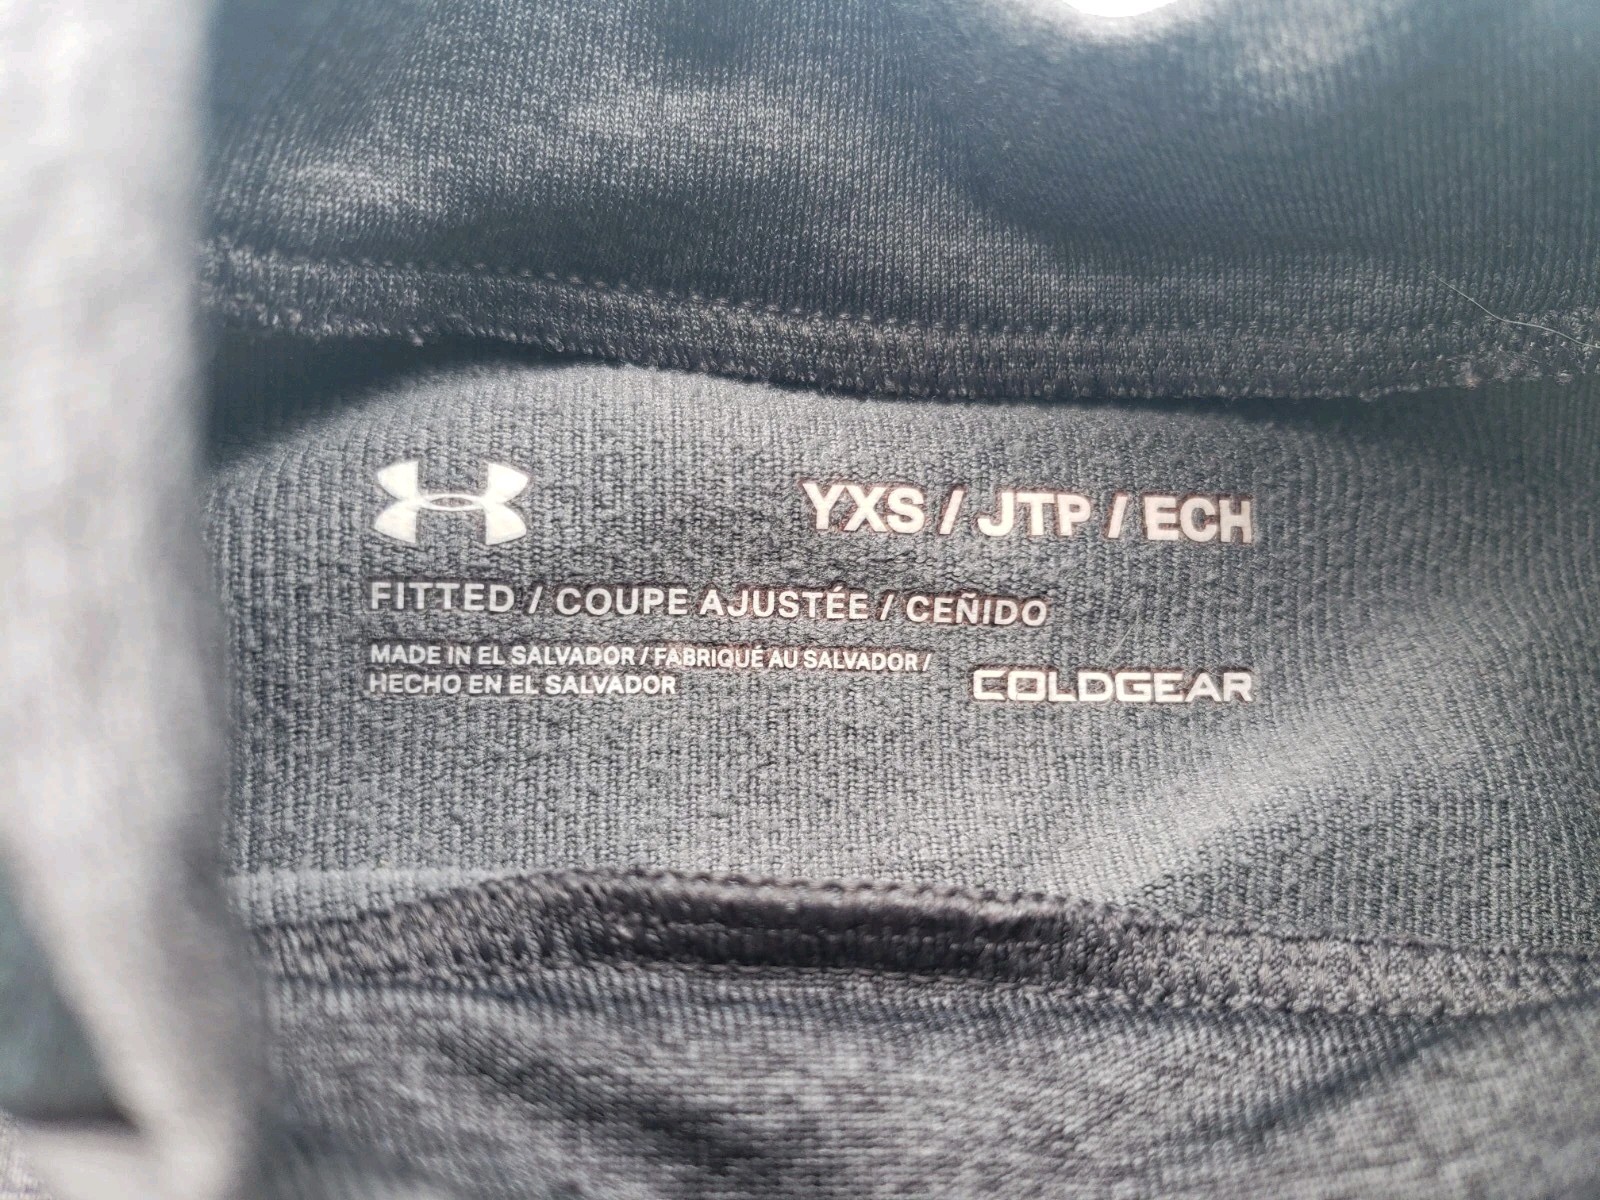 YXS / JTP / ECH
FITTED / COUPE AJUSTÉE / CEÑIDO
MADE IN EL SALVADOR / FABRIQUÉ AU SALVADOR /
HECHO EN EL SALVADOR
COLDGEAR